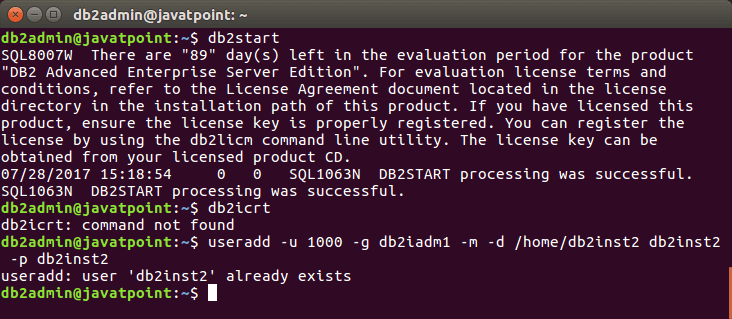 db2admin@javatpoint: ~
db2admin@javatpoint:~$ db2start
SQL8007W  There are "89" day(s) left in the evaluation period for the product
"DB2 Advanced Enterprise Server Edition". For evaluation license terms and
conditions, refer to the License Agreement document located in the license
directory in the installation path of this product. If you have licensed this
product, ensure the license key is properly registered. You can register the
license by using the db2licm command line utility. The license key can be
obtained from your licensed product CD.
07/28/2017 15:18:54     0   0   SQL1063N  DB2START processing was successful.
SQL1063N  DB2START processing was successful.
db2admin@javatpoint:~$ db2icrt
db2icrt: command not found
db2admin@javatpoint:~$ useradd -u 1000 -g db2iadm1 -m -d /home/db2inst2 db2inst2
 -p db2inst2
useradd: user 'db2inst2' already exists
db2admin@javatpoint:~$